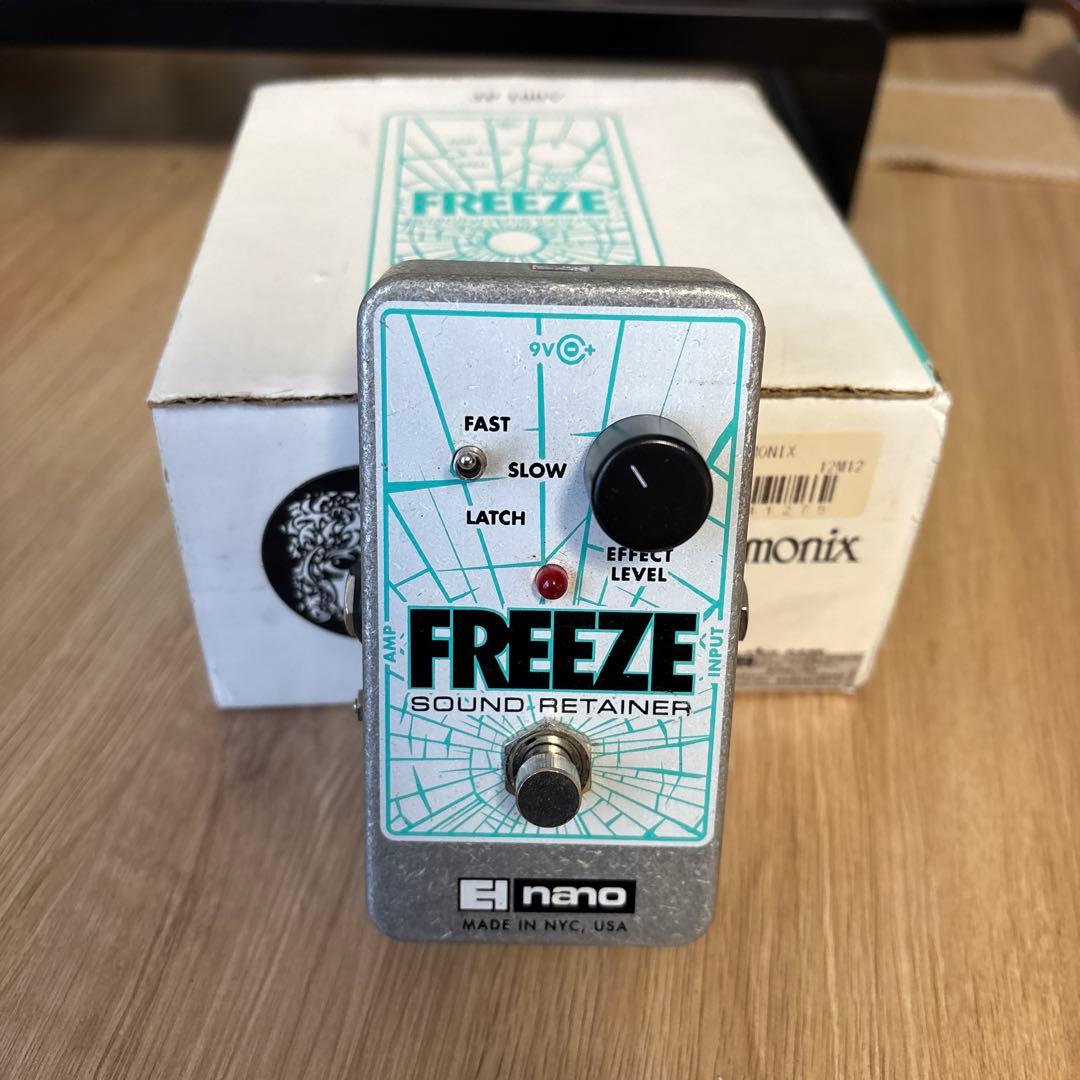 FREEZE
9V
FAST
SLOW
LATCH
EFFECT
LEVEL
AMP
INPUT
FREEZE
SOUND RETAINER
EH nano
MADE IN NYC, USA
MONIX
12M12
monix